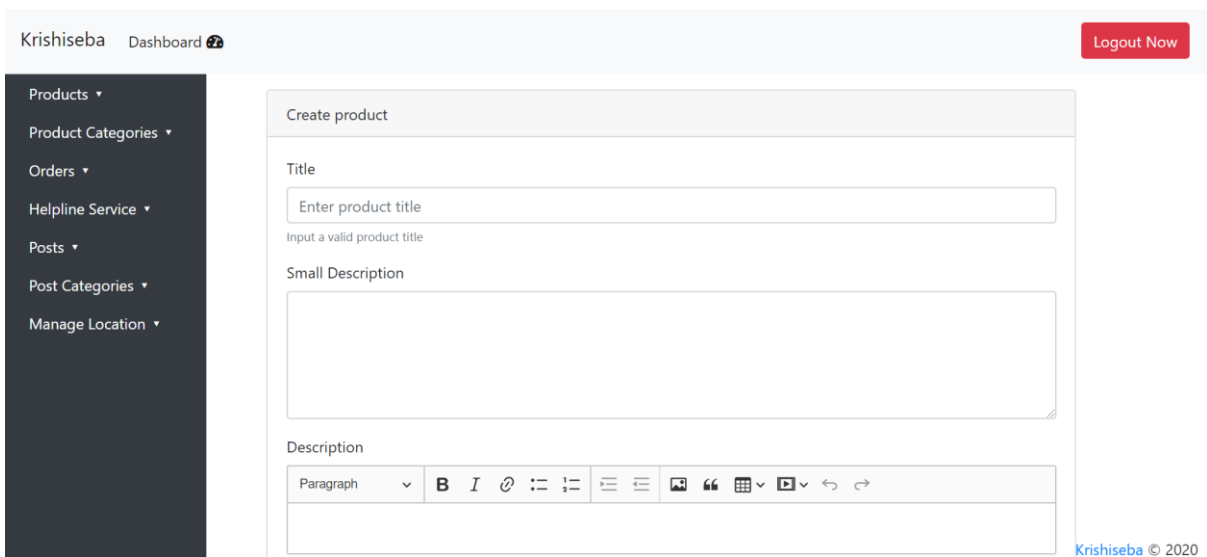 Krishiseba Dashboard
Logout Now
Products
Product Categories
Orders
Helpline Service
Posts
Post Categories
Manage Location
Create product
Title
Enter product title
Input a valid product title
Small Description
Description
Paragraph B I
Krishiseba © 2020